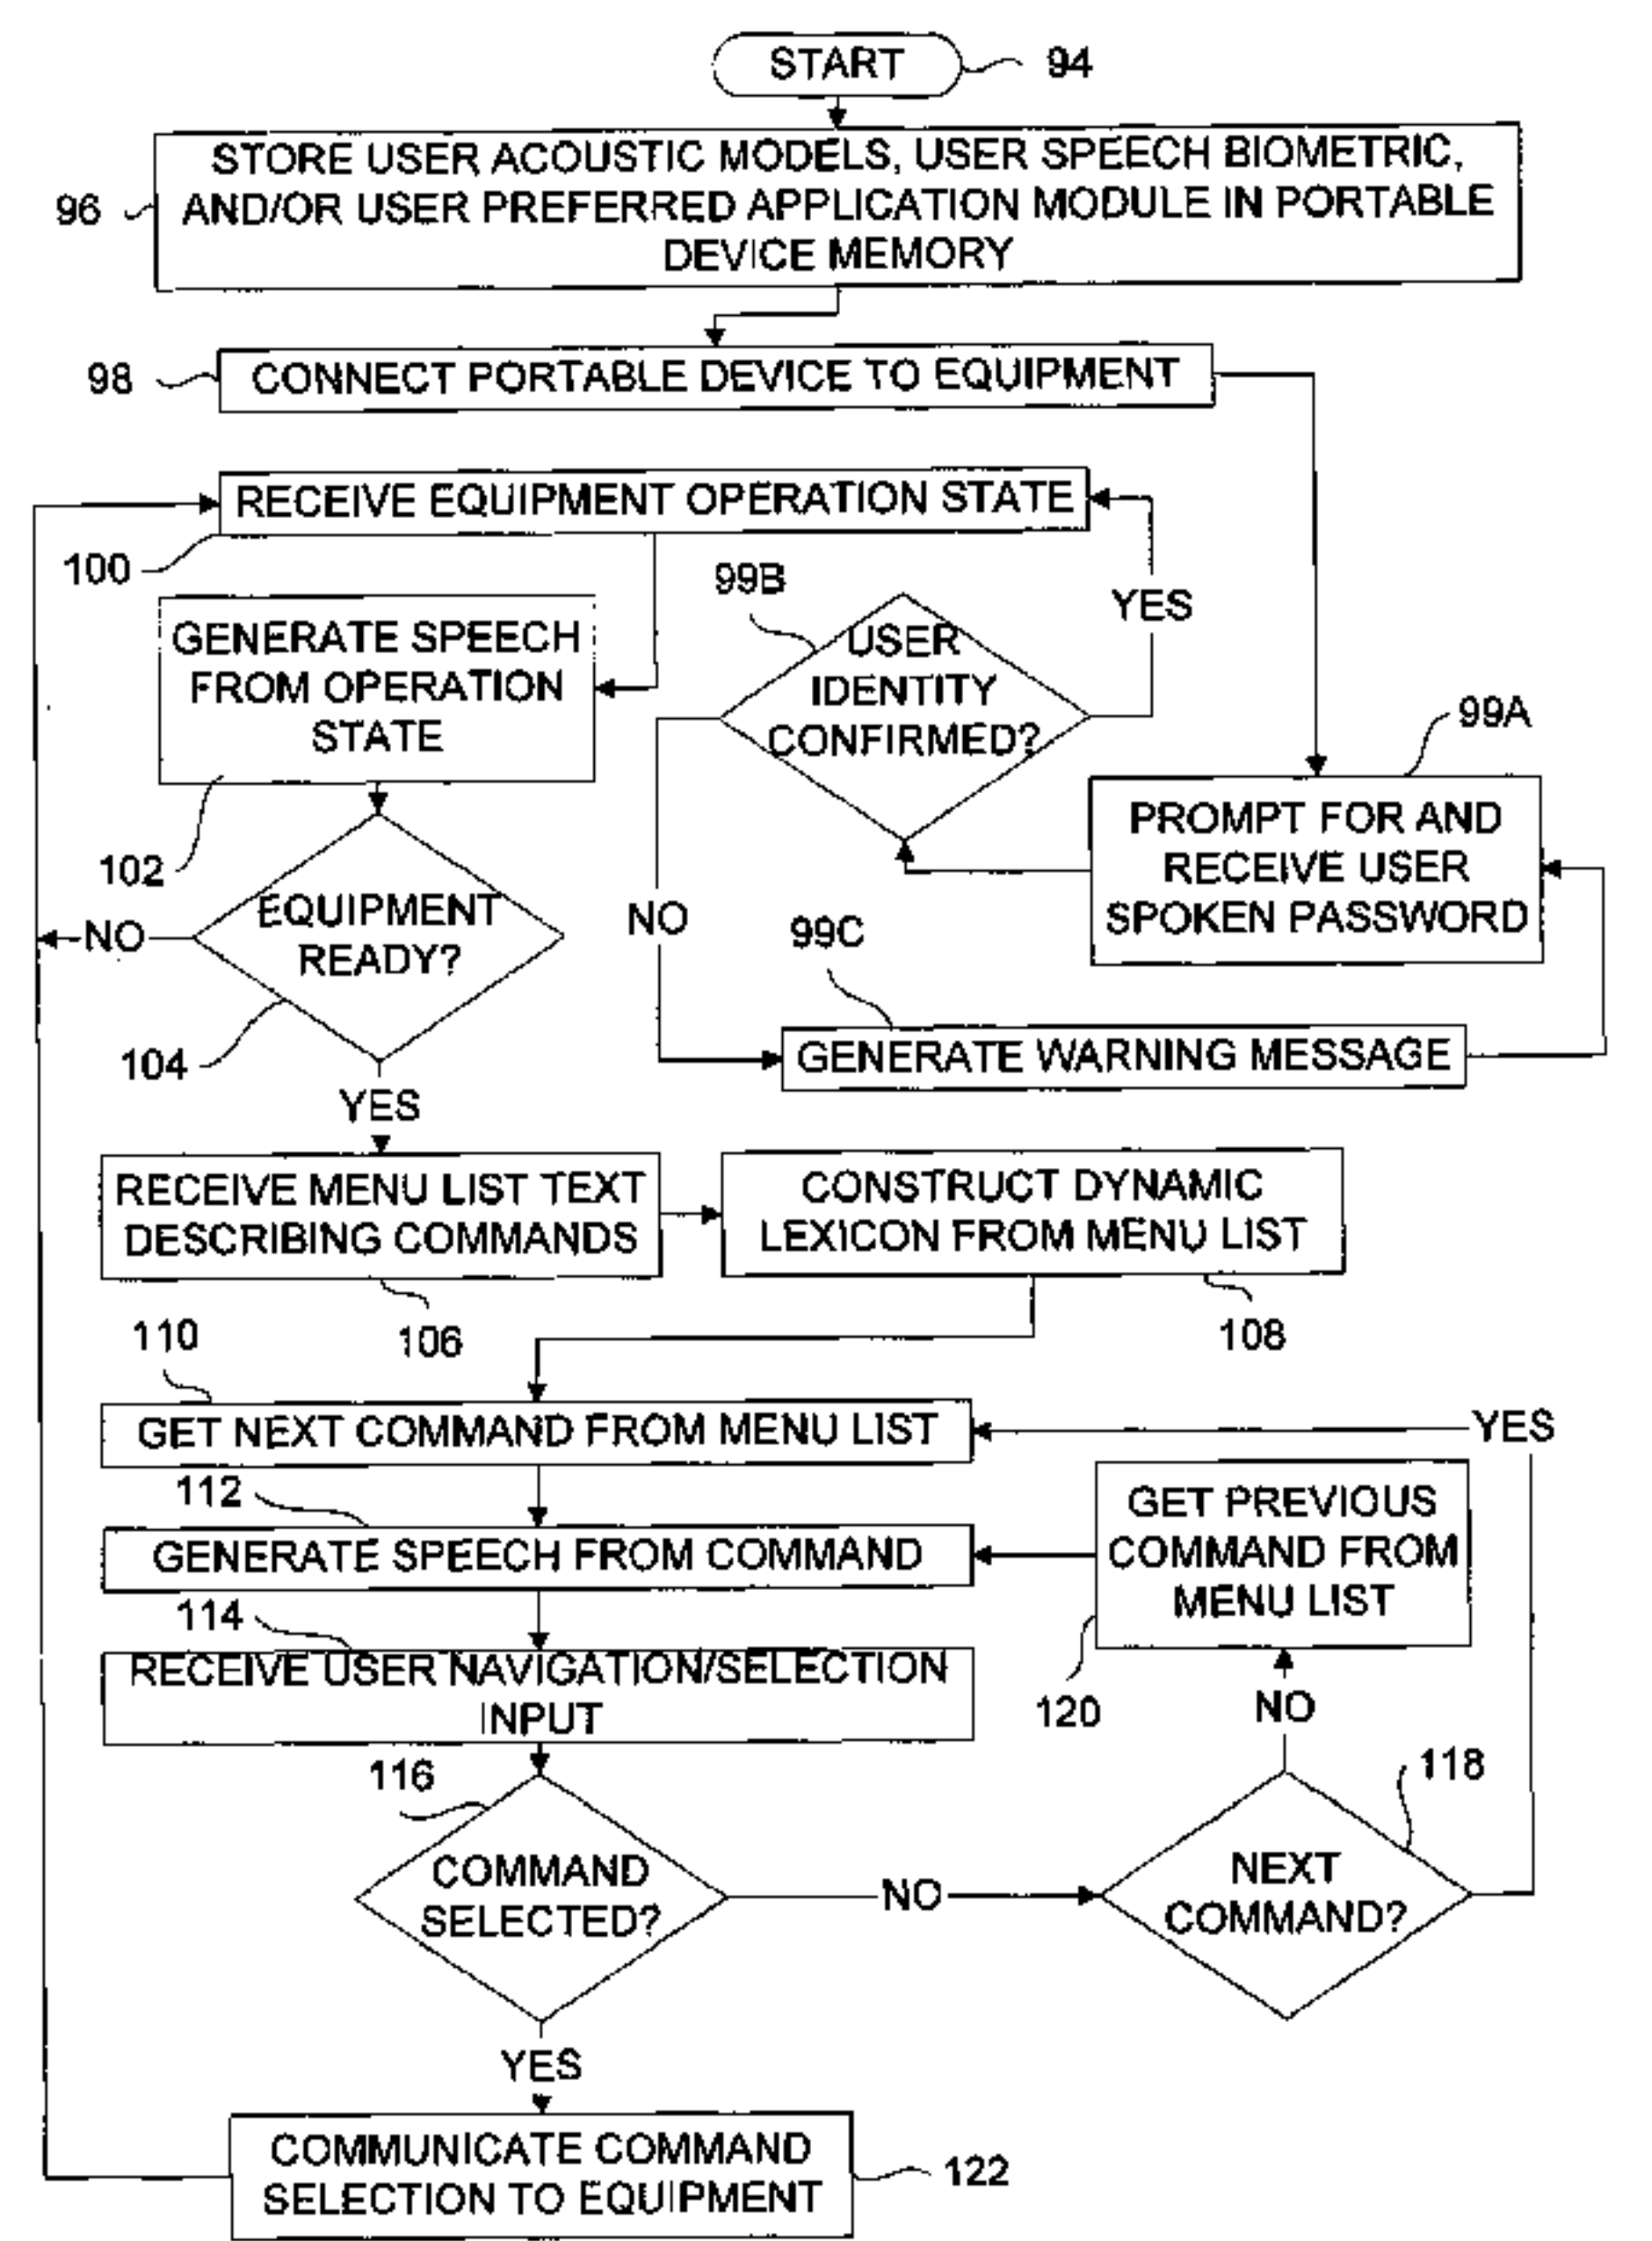 START
94
STORE USER ACOUSTIC MODELS, USER SPEECH BIOMETRIC,
AND/OR USER PREFERRED APPLICATION MODULE IN PORTABLE
DEVICE MEMORY
96
CONNECT PORTABLE DEVICE TO EQUIPMENT
98
RECEIVE EQUIPMENT OPERATION STATE
100
99B
YES
GENERATE SPEECH
FROM OPERATION
STATE
USER
IDENTITY
CONFIRMED?
99A
102
PROMPT FOR AND
RECEIVE USER
SPOKEN PASSWORD
NO
EQUIPMENT
READY?
NO
99C
104
GENERATE WARNING MESSAGE
YES
RECEIVE MENU LIST TEXT
DESCRIBING COMMANDS
CONSTRUCT DYNAMIC
LEXICON FROM MENU LIST
110
106
108
GET NEXT COMMAND FROM MENU LIST
YES
112
GENERATE SPEECH FROM COMMAND
GET PREVIOUS
COMMAND FROM
MENU LIST
114
RECEIVE USER NAVIGATION/SELECTION
INPUT
120
NO
116
118
COMMAND
SELECTED?
NO
NEXT
COMMAND?
YES
COMMUNICATE COMMAND
SELECTION TO EQUIPMENT
122